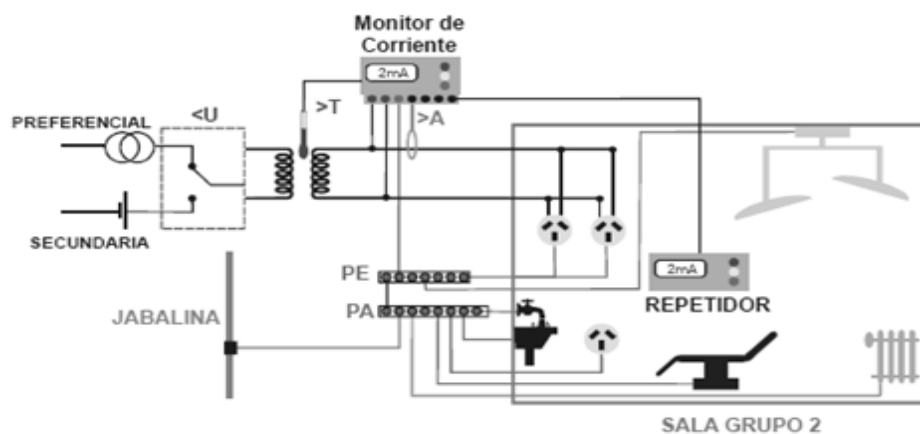 Monitor de
Corriente
2mA
>T
>A
<U
PREFERENCIAL
SECUNDARIA
PE
JABALINA
PA
2mA
REPETIDOR
SALA GRUPO 2